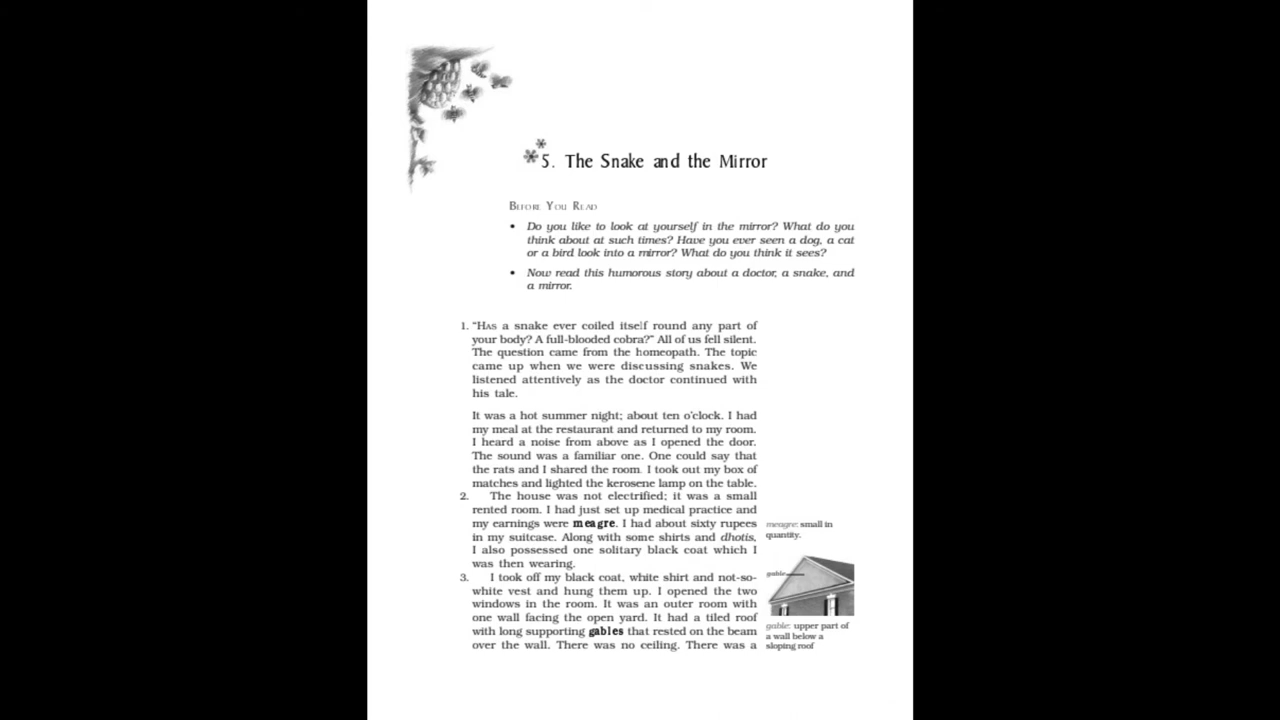 5. The Snake and the Mirror
BEFORE YOU READ
• Do you like to look at yourself in the mirror? What do you
think about at such times? Have you ever seen a dog, a cat
or a bird look into a mirror? What do you think it sees?
• Now read this humorous story about a doctor, a snake, and
a mirror.
1. “HAS a snake ever coiled itself round any part of
your body? A full-blooded cobra?” All of us fell silent.
The question came from the homeopath. The topic
came up when we were discussing snakes. We
listened attentively as the doctor continued with
his tale.
It was a hot summer night; about ten o’clock. I had
my meal at the restaurant and returned to my room.
I heard a noise from above as I opened the door.
The sound was a familiar one. One could say that
the rats and I shared the room. I took out my box of
matches and lighted the kerosene lamp on the table.
2. The house was not electrified; it was a small
rented room. I had just set up medical practice and
my earnings were meagre. I had about sixty rupees
in my suitcase. Along with some shirts and dhotis,
I also possessed one solitary black coat which I
was then wearing.
3. I took off my black coat, white shirt and not-so-
white vest and hung them up. I opened the two
windows in the room. It was an outer room with
one wall facing the open yard. It had a tiled roof
with long supporting gables that rested on the beam
over the wall. There was no ceiling. There was a
meagre: small in
quantity.
gable
gable: upper part of
a wall below a
sloping roof